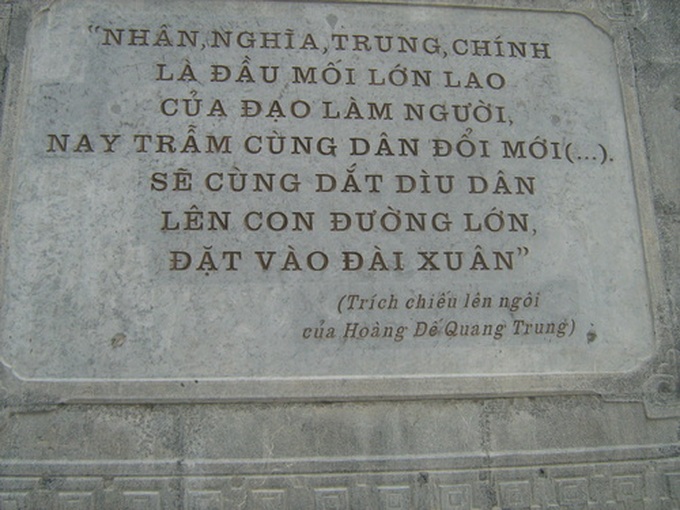 “NHÂN,NGHĨA,TRUNG,CHÍNH
LÀ ĐẦU MỐI LỚN LAO
CỦA ĐẠO LÀM NGƯỜI,
NAY TRẪM CÙNG DÂN ĐỔI MỚI(...).
SẼ CÙNG DẮT DÌU DÂN
LÊN CON ĐƯỜNG LỚN,
ĐẶT VÀO ĐÀI XUÂN”
(Trích chiếu lên ngôi
của Hoàng Dế Quang Trung)